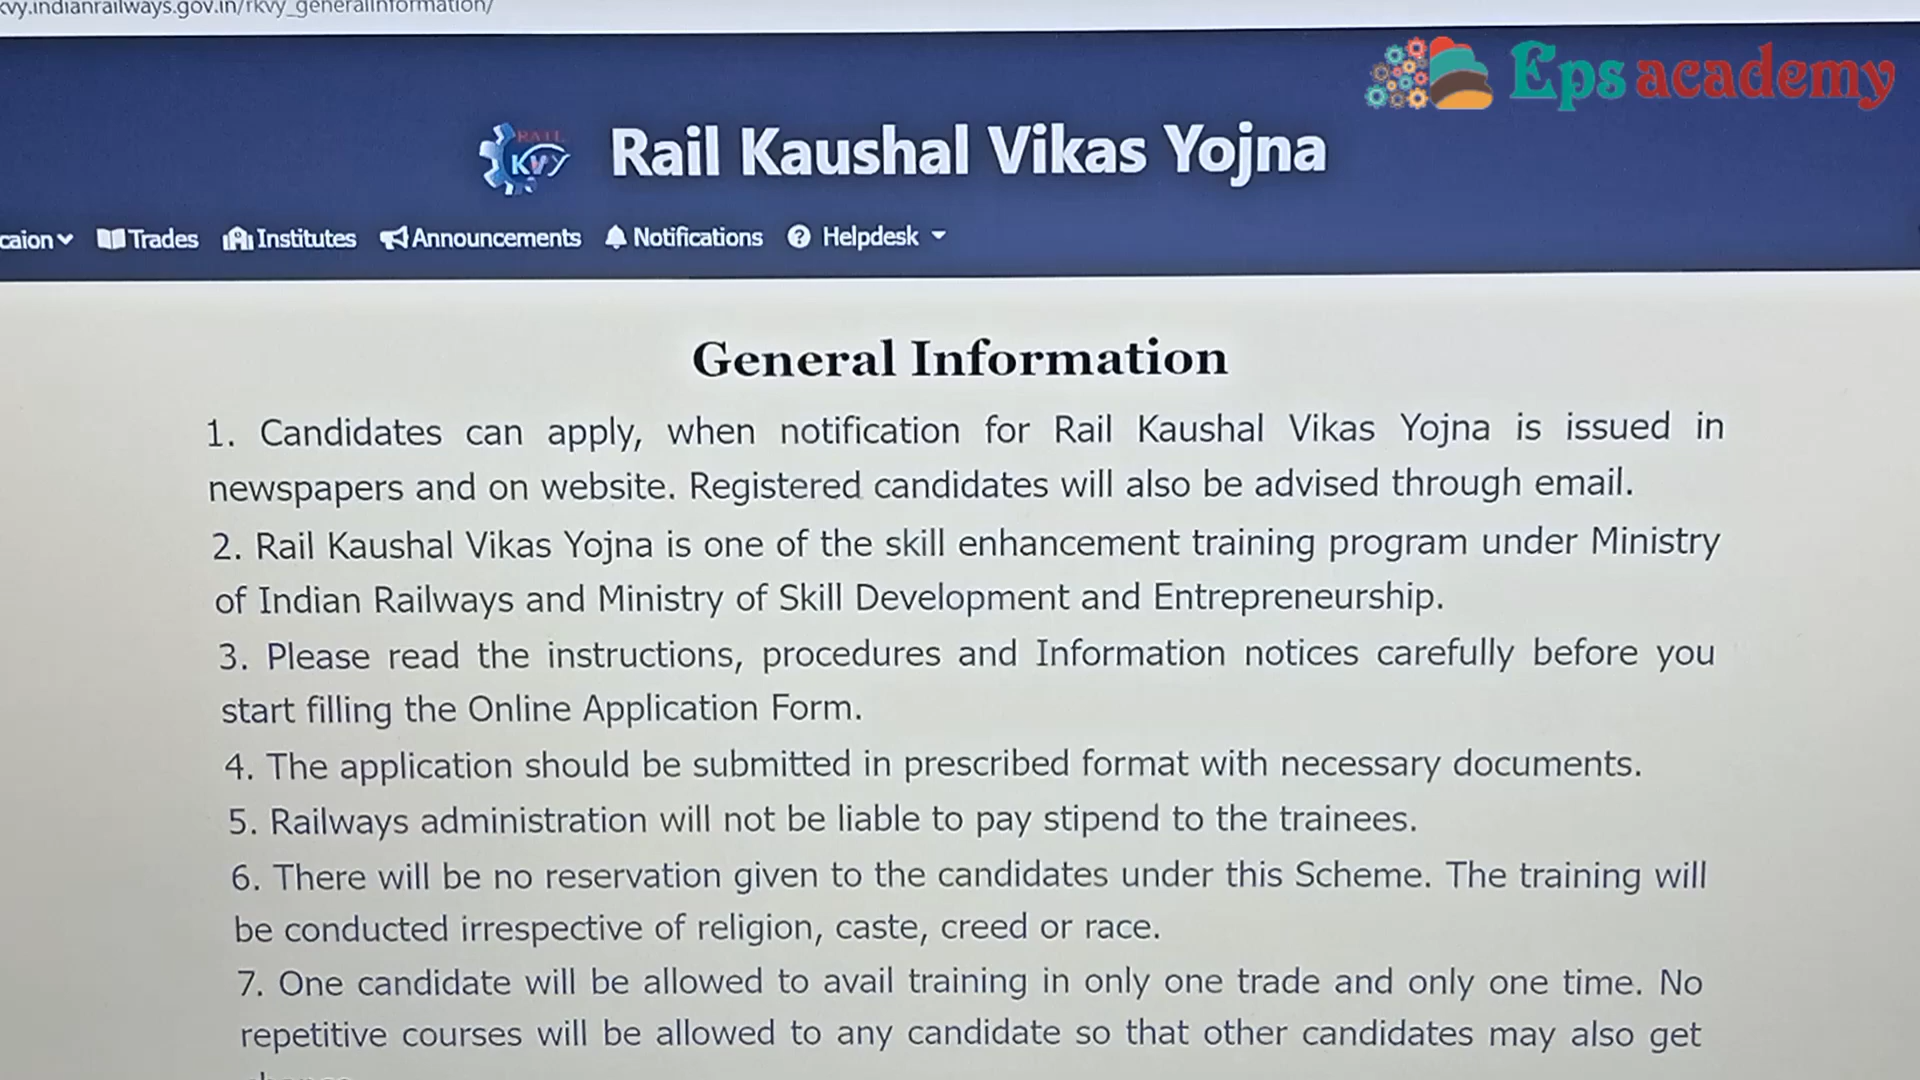 kvy.indianrailways.gov.in/rkvy_generalinformation/
Eps academy
RAIL
KVY
Rail Kaushal Vikas Yojna
caion
Trades
Institutes
Announcements
Notifications
Helpdesk
General Information
1. Candidates can apply, when notification for Rail Kaushal Vikas Yojna is issued in
newspapers and on website. Registered candidates will also be advised through email.
2. Rail Kaushal Vikas Yojna is one of the skill enhancement training program under Ministry
of Indian Railways and Ministry of Skill Development and Entrepreneurship.
3. Please read the instructions, procedures and Information notices carefully before you
start filling the Online Application Form.
4. The application should be submitted in prescribed format with necessary documents.
5. Railways administration will not be liable to pay stipend to the trainees.
6. There will be no reservation given to the candidates under this Scheme. The training will
be conducted irrespective of religion, caste, creed or race.
7. One candidate will be allowed to avail training in only one trade and only one time. No
repetitive courses will be allowed to any candidate so that other candidates may also get